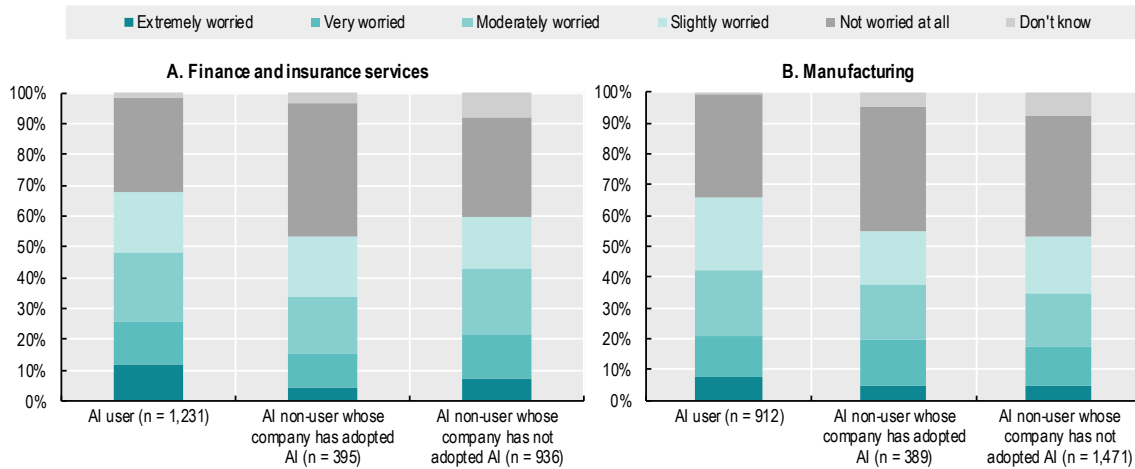 Extremely worried Very worried Moderately worried Slightly worried Not worried at all Don't know
A. Finance and insurance services
100%
90%
80%
70%
60%
50%
40%
30%
20%
10%
0%
AI user (n = 1,231)
AI non-user whose
company has adopted
AI (n = 395)
AI non-user whose
company has not
adopted AI (n = 936)
B. Manufacturing
100%
90%
80%
70%
60%
50%
40%
30%
20%
10%
0%
AI user (n = 912)
AI non-user whose
company has adopted
AI (n = 389)
AI non-user whose
company has not
adopted AI (n = 1,471)